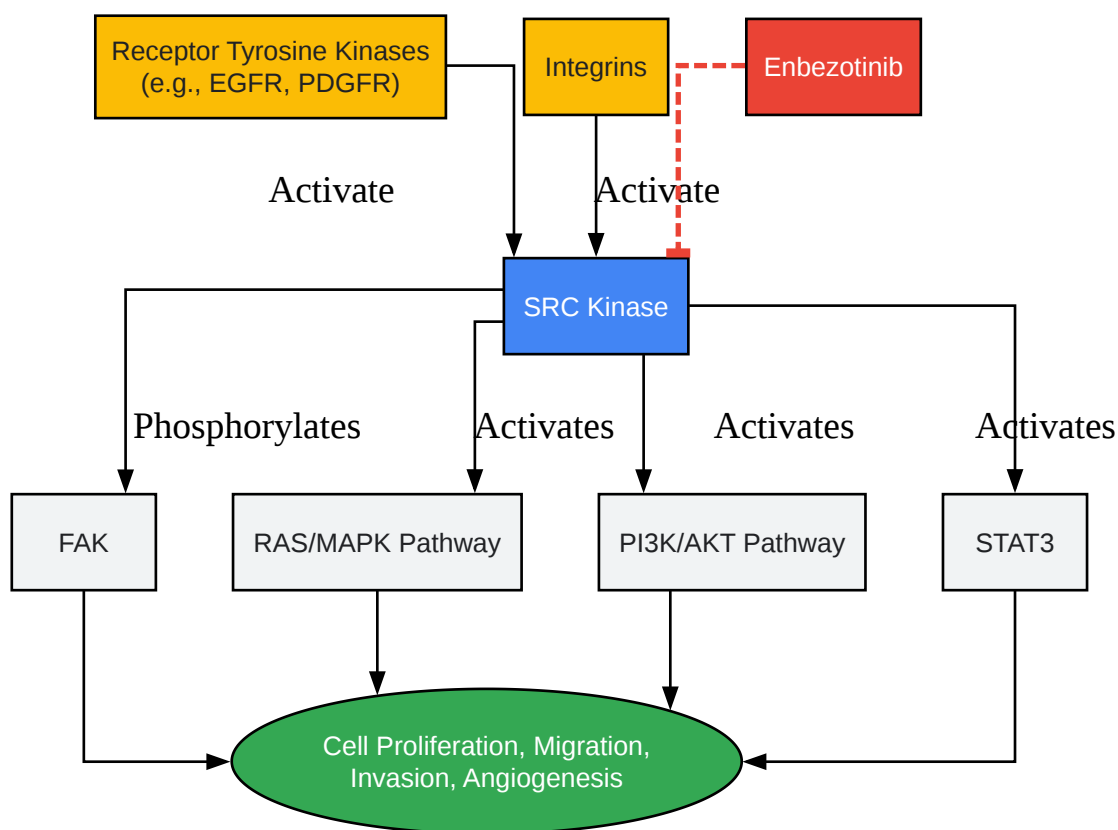 Receptor Tyrosine Kinases
(e.g., EGFR, PDGFR)
Integrins
Enbezotinib
Activate
Activate
SRC Kinase
Phosphorylates
Activates
Activates
Activates
FAK
RAS/MAPK Pathway
PI3K/AKT Pathway
STAT3
Cell Proliferation, Migration,
Invasion, Angiogenesis